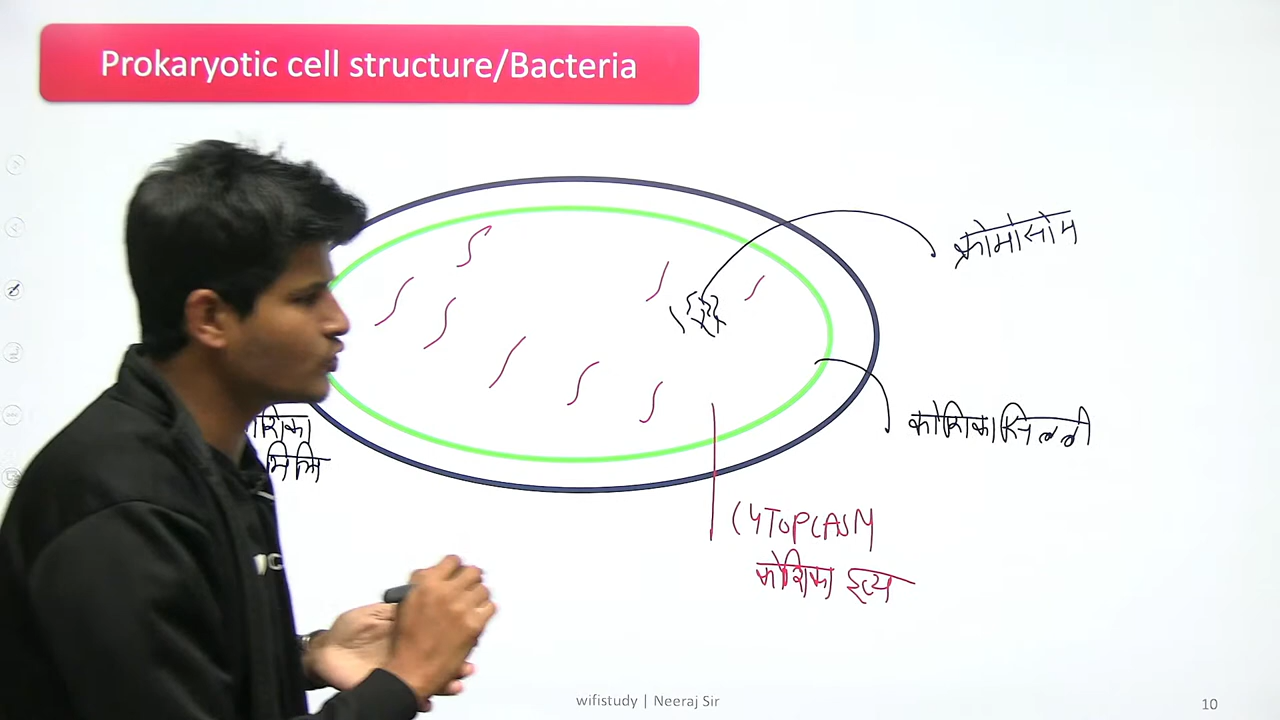 Prokaryotic cell structure/Bacteria
क्रोमोसोम
कोशिका झिल्ली
शिका
भित्ति
CYTOPLASM
कोशिका द्रव्य
wifistudy | Neeraj Sir
10